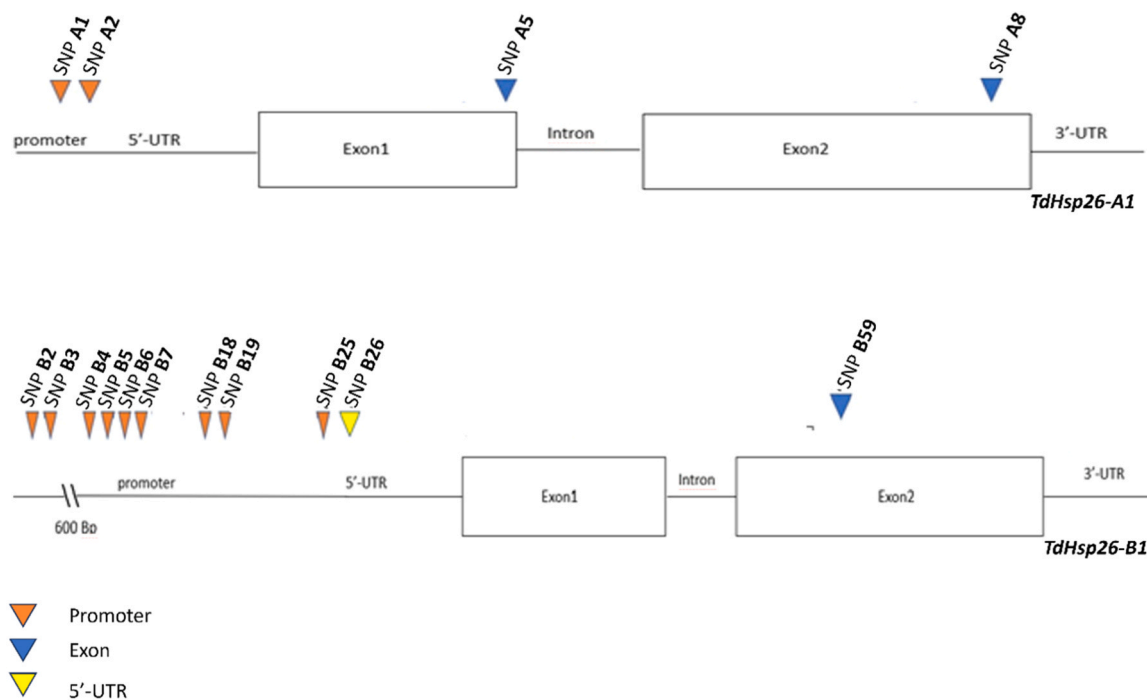 SNP A1
SNP A2
SNP A5
SNP A8
promoter
5'-UTR
Exon1
Intron
Exon2
3'-UTR
TdHsp26-A1
SNP B2
SNP B3
SNP B4
SNP B5
SNP B6
SNP B7
SNP B18
SNP B19
SNP B25
SNP B26
SNP B59
promoter
5'-UTR
Exon1
Intron
Exon2
3'-UTR
600 Bp
TdHsp26-B1
Promoter
Exon
5'-UTR